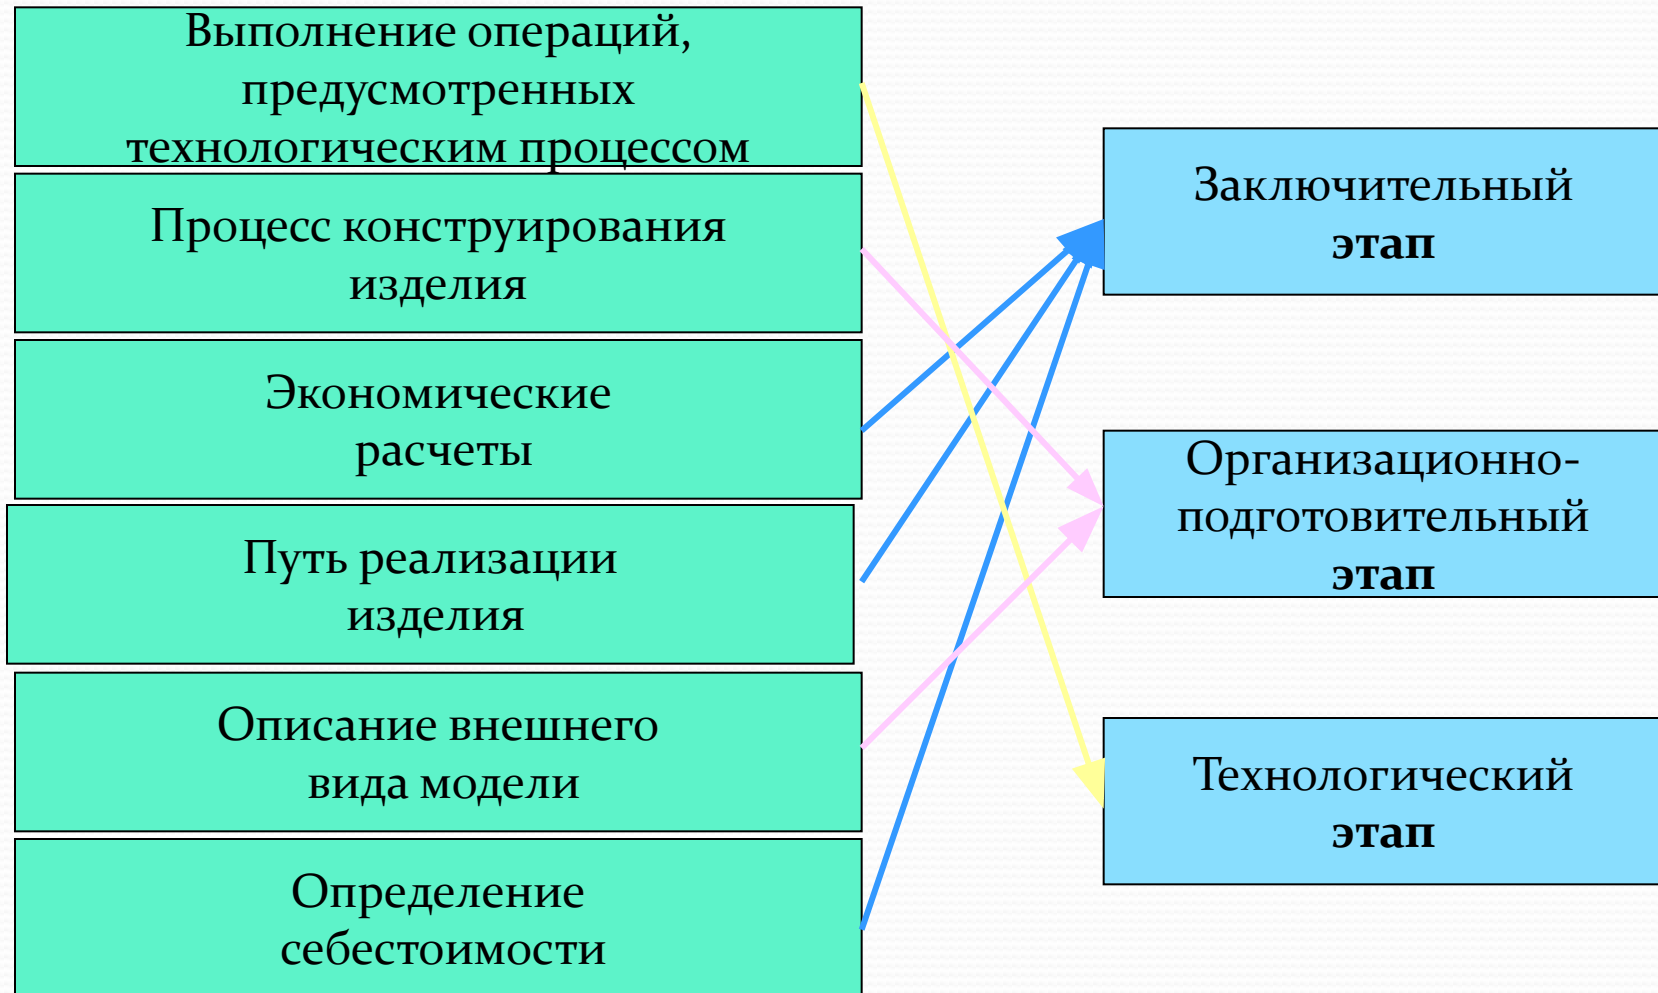 Выполнение операций,
предусмотренных
технологическим процессом
Процесс конструирования
изделия
Экономические
расчеты
Путь реализации
изделия
Описание внешнего
вида модели
Определение
себестоимости
Заключительный
этап
Организационно-
подготовительный
этап
Технологический
этап